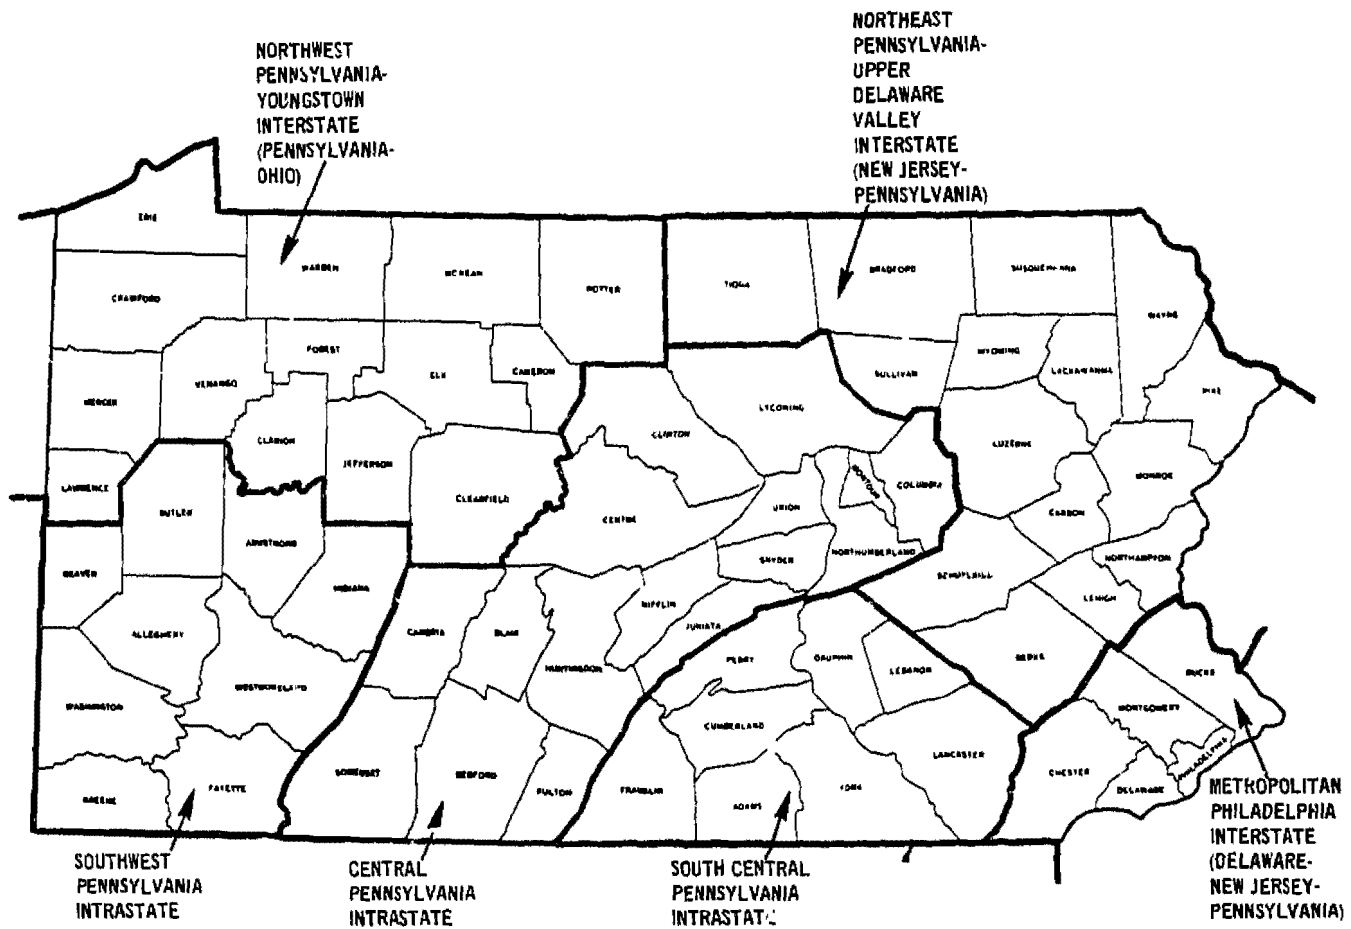 NORTHWEST
PENNSYLVANIA-
YOUNGSTOWN
INTERSTATE
(PENNSYLVANIA-
OHIO)
NORTHEAST
PENNSYLVANIA-
UPPER
DELAWARE
VALLEY
INTERSTATE
(NEW JERSEY-
PENNSYLVANIA)
ERIE
CRAWFORD
WARREN
MCKEAN
POTTER
TIOGA
BRADFORD
SUSQUEHANNA
WAYNE
MERCER
VENANGO
FOREST
ELK
CAMERON
CLARION
JEFFERSON
CLEARFIELD
CLINTON
LYCOMING
SULLIVAN
WYOMING
LACKAWANNA
PIKE
LUZERNE
MONROE
LAWRENCE
BUTLER
ARMSTRONG
CENTRE
UNION
MONTOUR
COLUMBIA
CARBON
BEAVER
INDIANA
SNYDER
NORTHUMBERLAND
SCHUYLKILL
NORTHAMPTON
LEHIGH
ALLEGHENY
CAMBRIA
BLAIR
MIFFLIN
JUNIATA
HUNTINGDON
PERRY
DAUPHIN
LEBANON
BERKS
BUCKS
WASHINGTON
WESTMORELAND
CUMBERLAND
MONTGOMERY
PHILADELPHIA
GREENE
FAYETTE
SOMERSET
BEDFORD
FULTON
FRANKLIN
ADAMS
YORK
LANCASTER
CHESTER
DELAWARE
SOUTHWEST
PENNSYLVANIA
INTRASTATE
CENTRAL
PENNSYLVANIA
INTRASTATE
SOUTH CENTRAL
PENNSYLVANIA
INTRASTATE
METROPOLITAN
PHILADELPHIA
INTERSTATE
(DELAWARE-
NEW JERSEY-
PENNSYLVANIA)